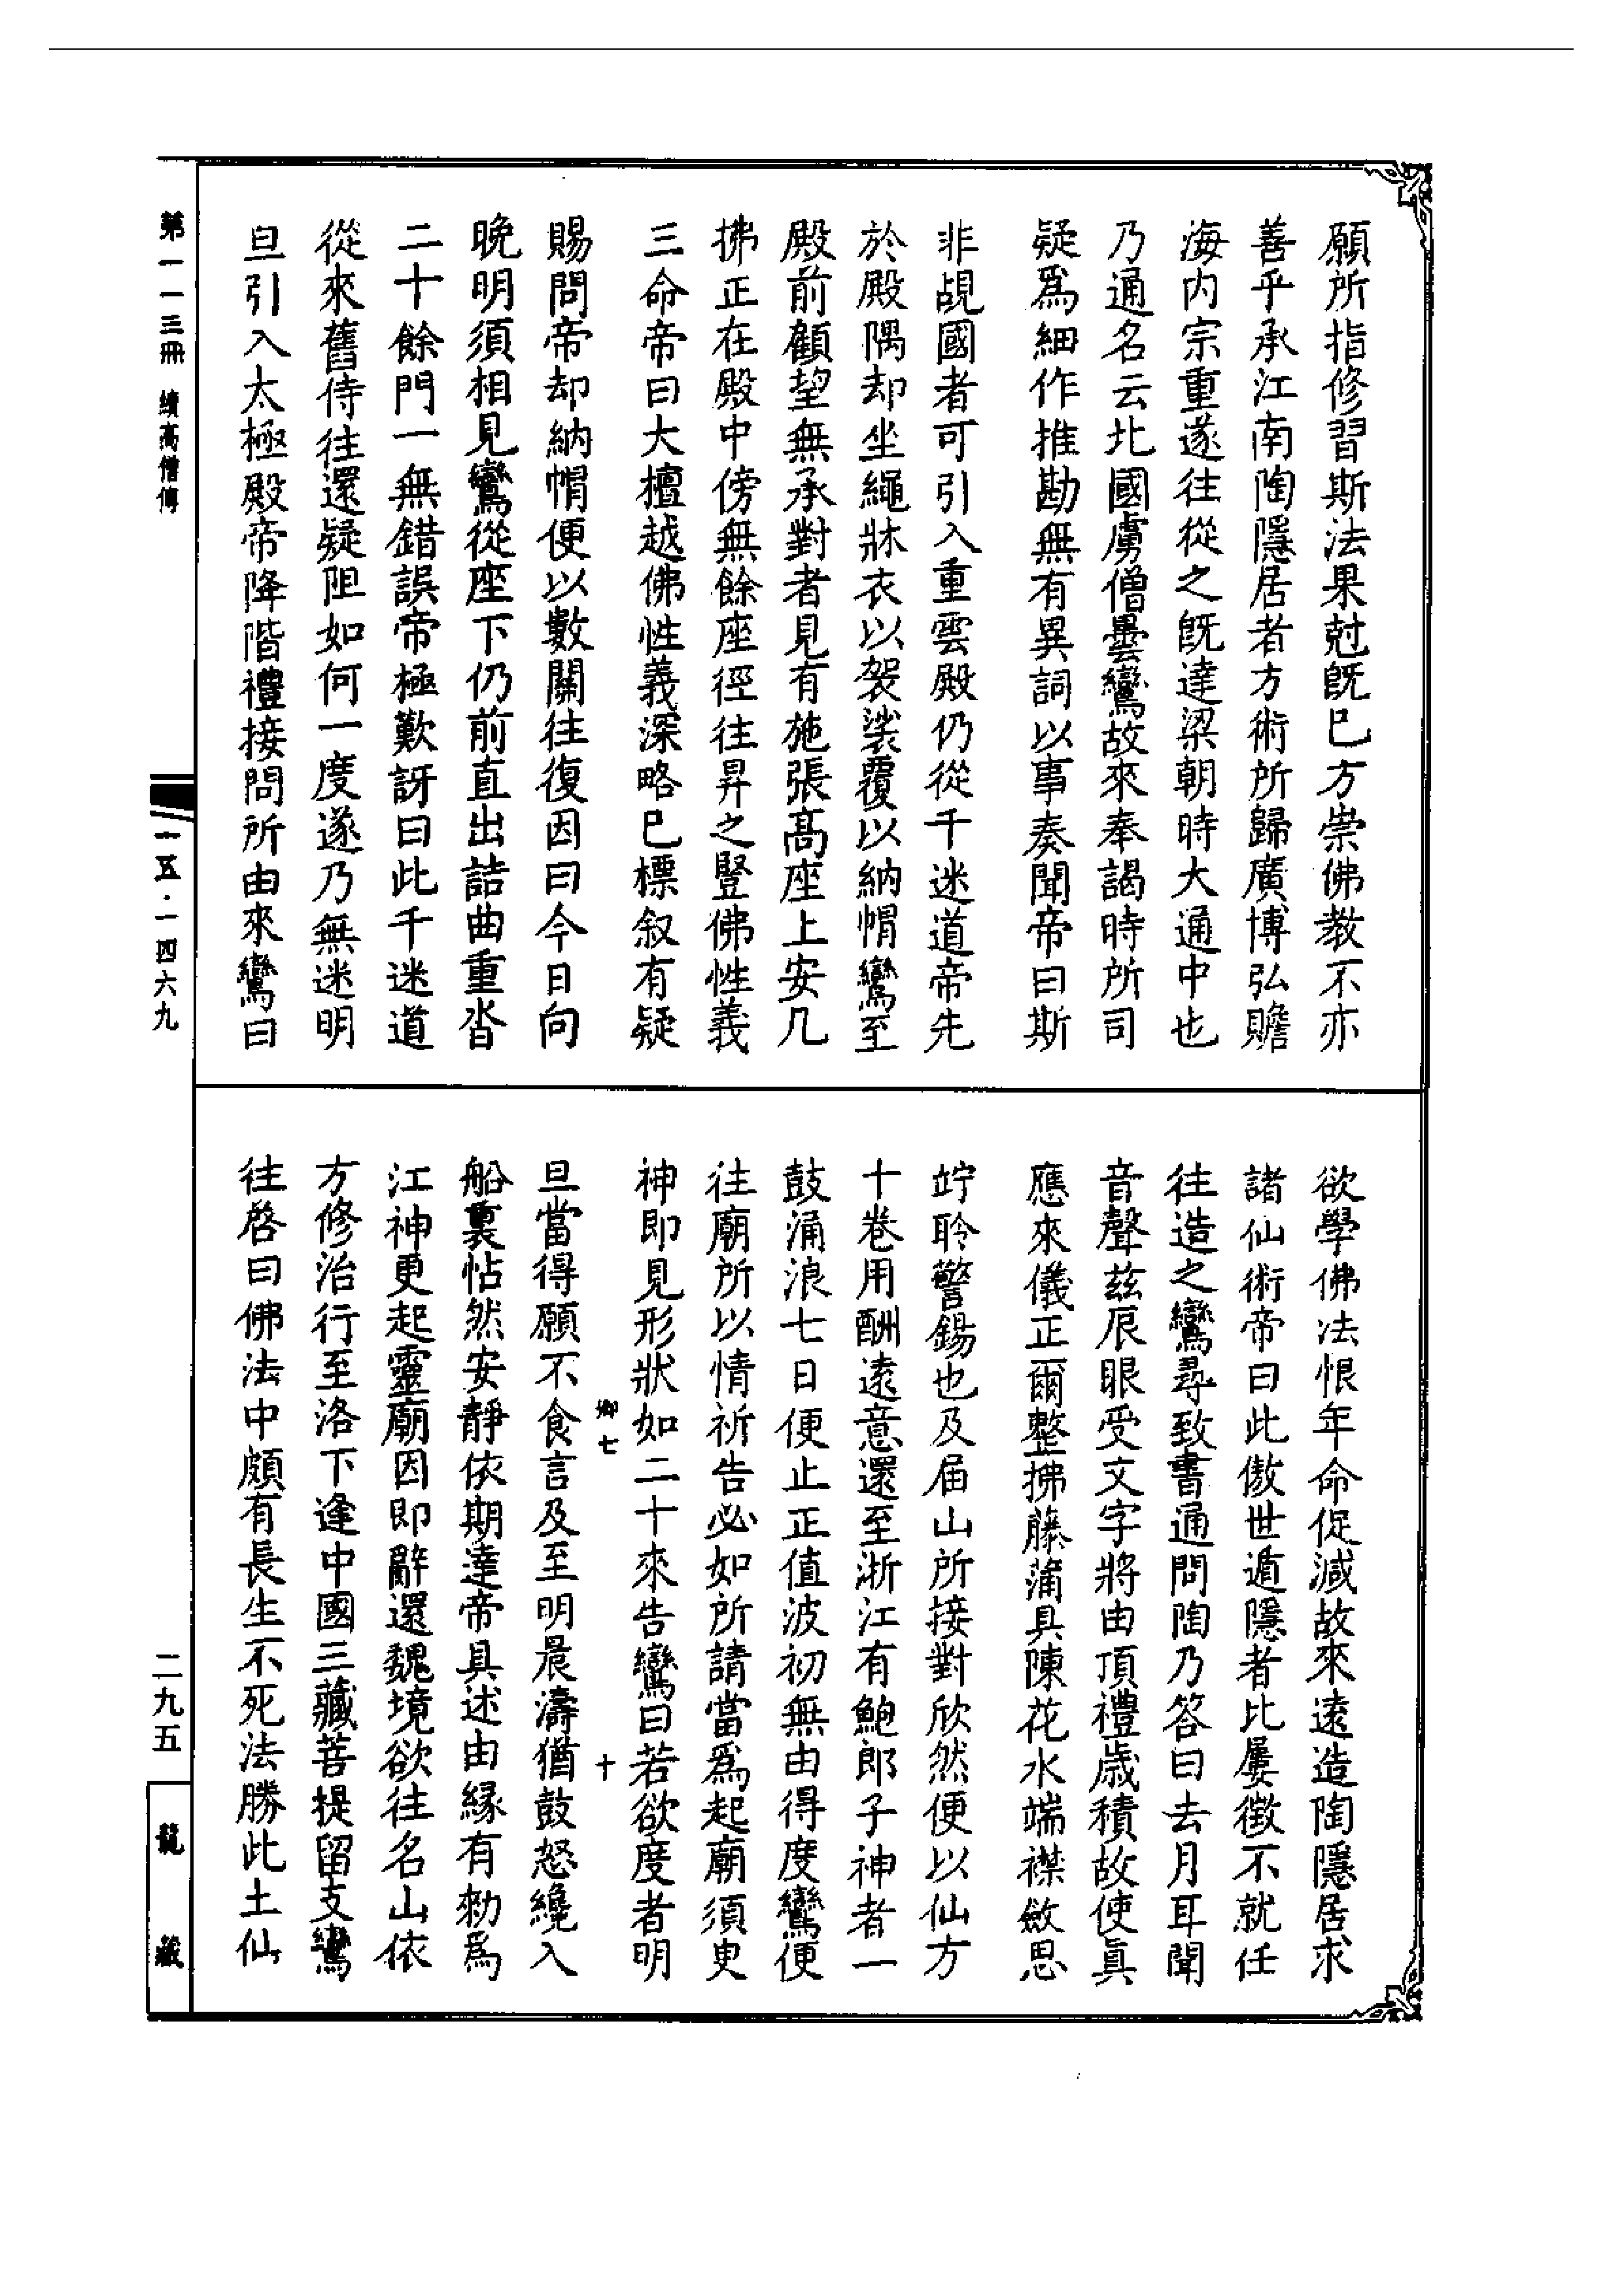 願所指修習斯法果尅既已方崇佛教不亦
善乎承江南陶隱居者方術所歸廣博弘贍
海内宗重遂往從之既達梁朝時大通中也
乃通名云北國虜僧曇鸞故來奉謁時所司
疑爲細作推勘無有異詞以事奏聞帝曰斯
非覘國者可引入重雲殿仍從千迷道帝先
於殿隅却坐繩牀衣以袈裟覆以納帽鸞至
殿前顧望無承對者見有施張髙座上安几
拂正在殿中傍無餘座徑往昇之豎佛性義
三命帝曰大檀越佛性義深略已標叙有疑
賜問帝却納帽便以數關往復因曰今日向
晚明須相見鸞從座下仍前直出詰曲重沓
二十餘門一無錯誤帝極歎訝曰此千迷道
從來舊侍往還疑阻如何一度遂乃無迷明
旦引入太極殿帝降階禮接問所由來鸞曰
欲學佛法恨年命促減故來逺造陶隱居求
諸仙術帝曰此傲世遁隱者比屢徵不就任
往造之鸞尋致書通問陶乃答曰去月耳聞
音聲兹辰眼受文字將由頂禮歲積故使眞
應來儀正爾整拂藤蒲具陳花水端襟斂思
竚聆警錫也及届山所接對欣然便以仙方
十卷用酬逺意還至浙江有鮑郎子神者一
鼓涌浪七日便止正值波初無由得度鸞便
往廟所以情祈告必如所請當爲起廟須臾
神即見形狀如二十來告鸞曰若欲度者明
旦當得願不食言及至明晨濤猶鼓怒纔入
船裏帖然安靜依期達帝具述由縁有勑爲
江神更起靈廟因即辭還魏境欲往名山依
方修治行至洛下逢中國三藏菩提留支鸞
往啓曰佛法中頗有長生不死法勝此土仙
卿七
十
第一一三冊 續高僧傳
一五·一四六九
二九五
龍藏